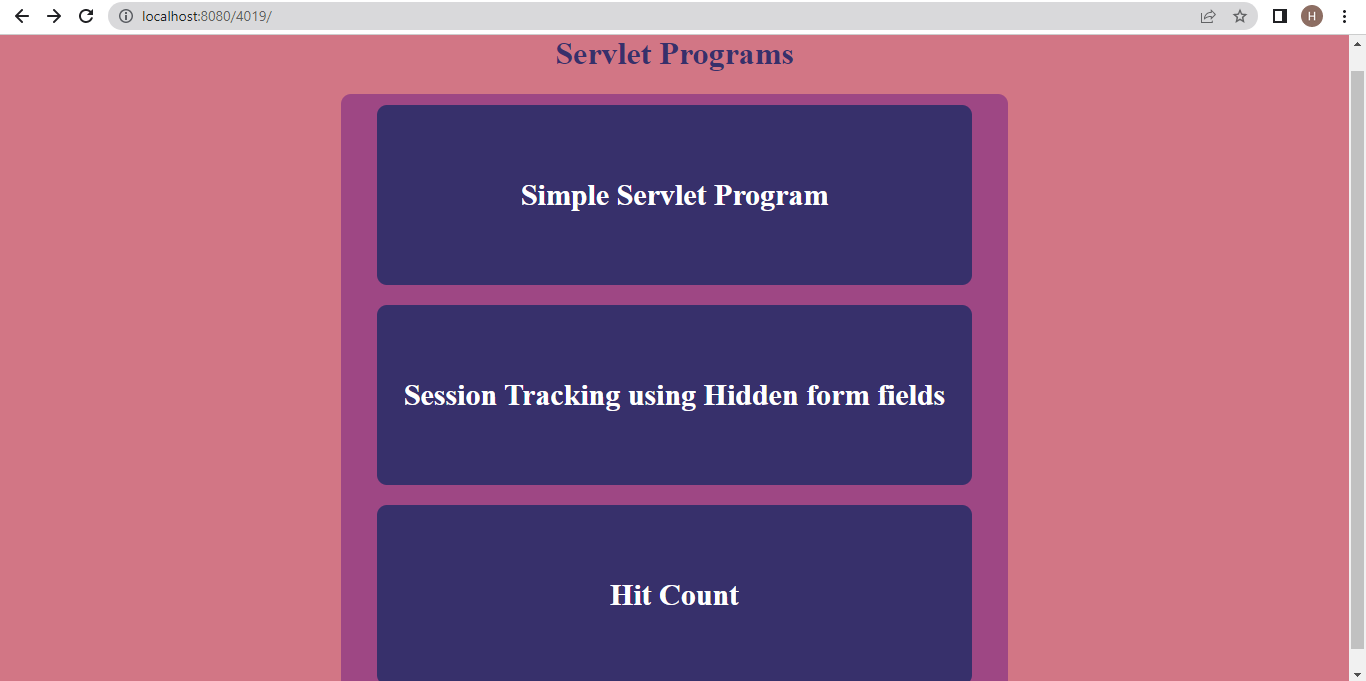 localhost:8080/4019/
H
Servlet Programs
Simple Servlet Program
Session Tracking using Hidden form fields
Hit Count